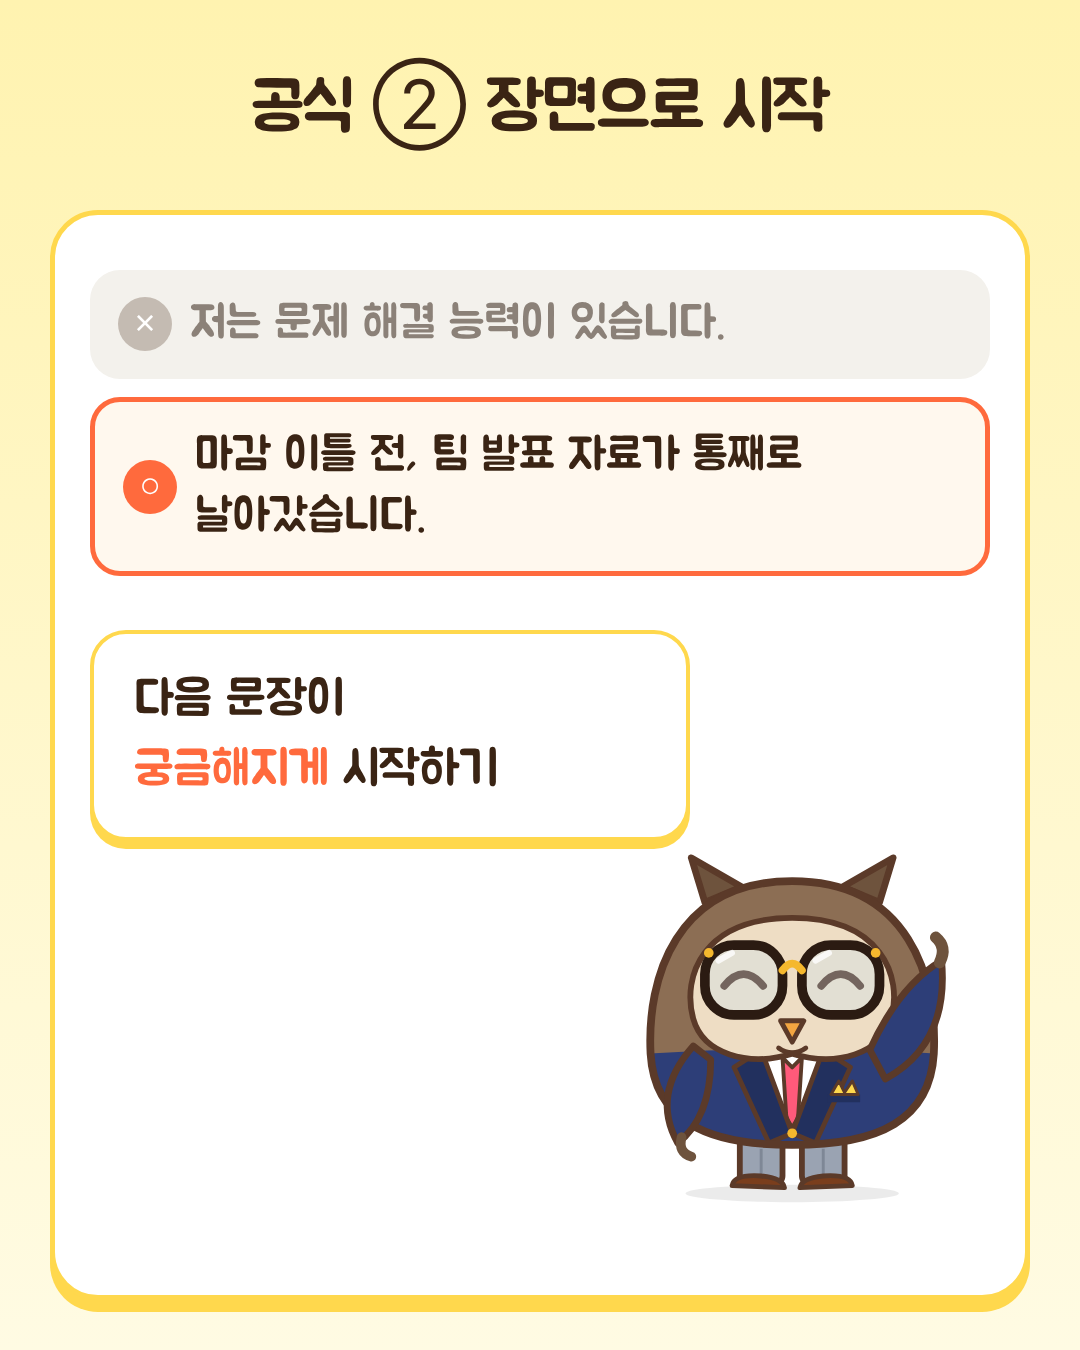 공식 ② 장면으로 시작
× 저는 문제 해결 능력이 있습니다.
○ 마감 이틀 전, 팀 발표 자료가 통째로
날아갔습니다.
다음 문장이
궁금해지게 시작하기